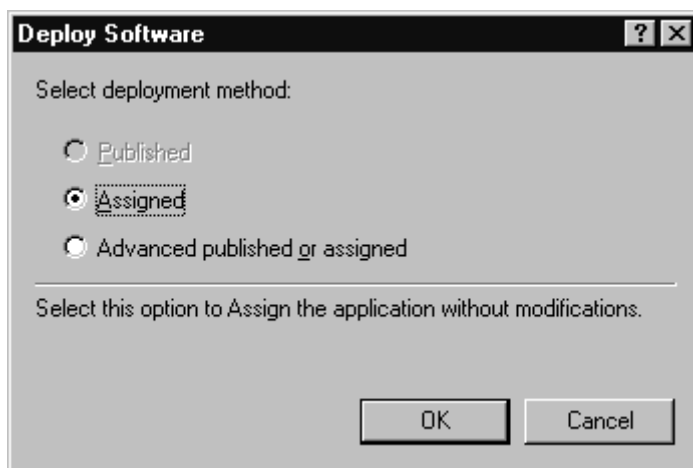 Deploy Software
Select deployment method:
Published
Assigned
Advanced published or assigned
Select this option to Assign the application without modifications.
OK Cancel